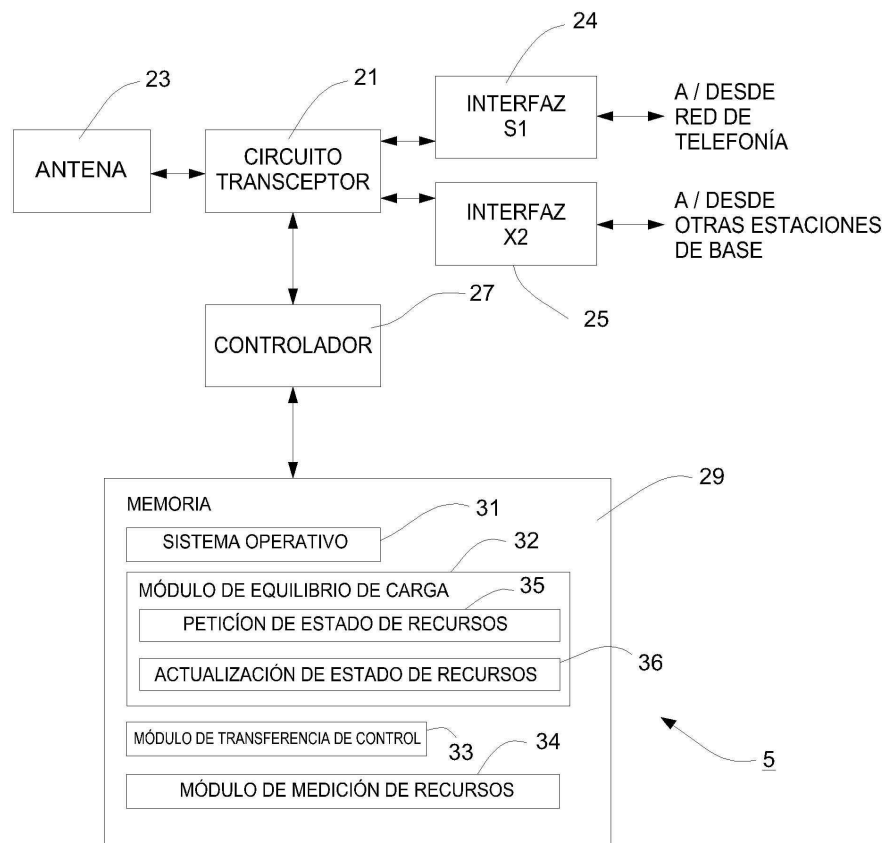 24
23
21
INTERFAZ
S1
A / DESDE
RED DE
TELEFONÍA
ANTENA
CIRCUITO
TRANSCEPTOR
INTERFAZ
X2
A / DESDE
OTRAS ESTACIONES
DE BASE
27
25
CONTROLADOR
29
MEMORIA
31
SISTEMA OPERATIVO
32
MÓDULO DE EQUILIBRIO DE CARGA
35
PETICÍON DE ESTADO DE RECURSOS
ACTUALIZACIÓN DE ESTADO DE RECURSOS
36
MÓDULO DE TRANSFERENCIA DE CONTROL
33
34
MÓDULO DE MEDICIÓN DE RECURSOS
5